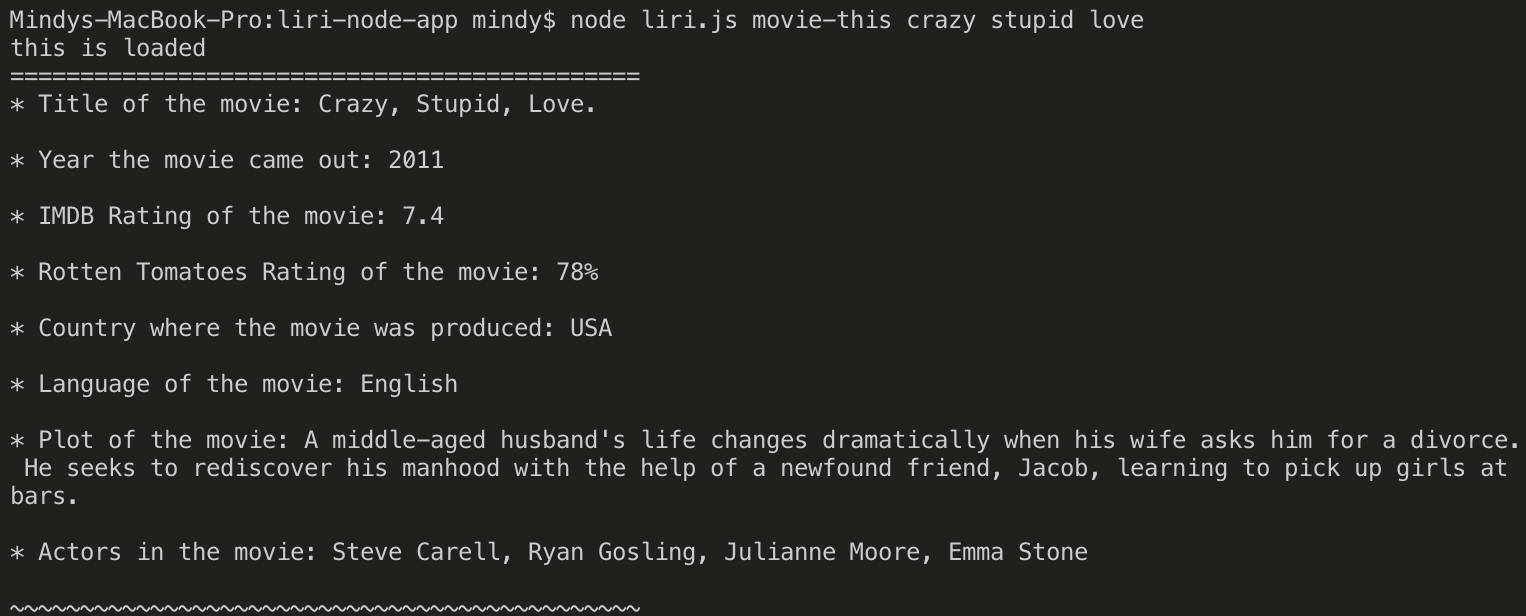 Mindys-MacBook-Pro:liri-node-app mindy$ node liri.js movie-this crazy stupid love
this is loaded
=============================================
* Title of the movie: Crazy, Stupid, Love.
* Year the movie came out: 2011
* IMDB Rating of the movie: 7.4
* Rotten Tomatoes Rating of the movie: 78%
* Country where the movie was produced: USA
* Language of the movie: English
* Plot of the movie: A middle-aged husband's life changes dramatically when his wife asks him for a divorce.
 He seeks to rediscover his manhood with the help of a newfound friend, Jacob, learning to pick up girls at
bars.
* Actors in the movie: Steve Carell, Ryan Gosling, Julianne Moore, Emma Stone
~~~~~~~~~~~~~~~~~~~~~~~~~~~~~~~~~~~~~~~~~~~~~